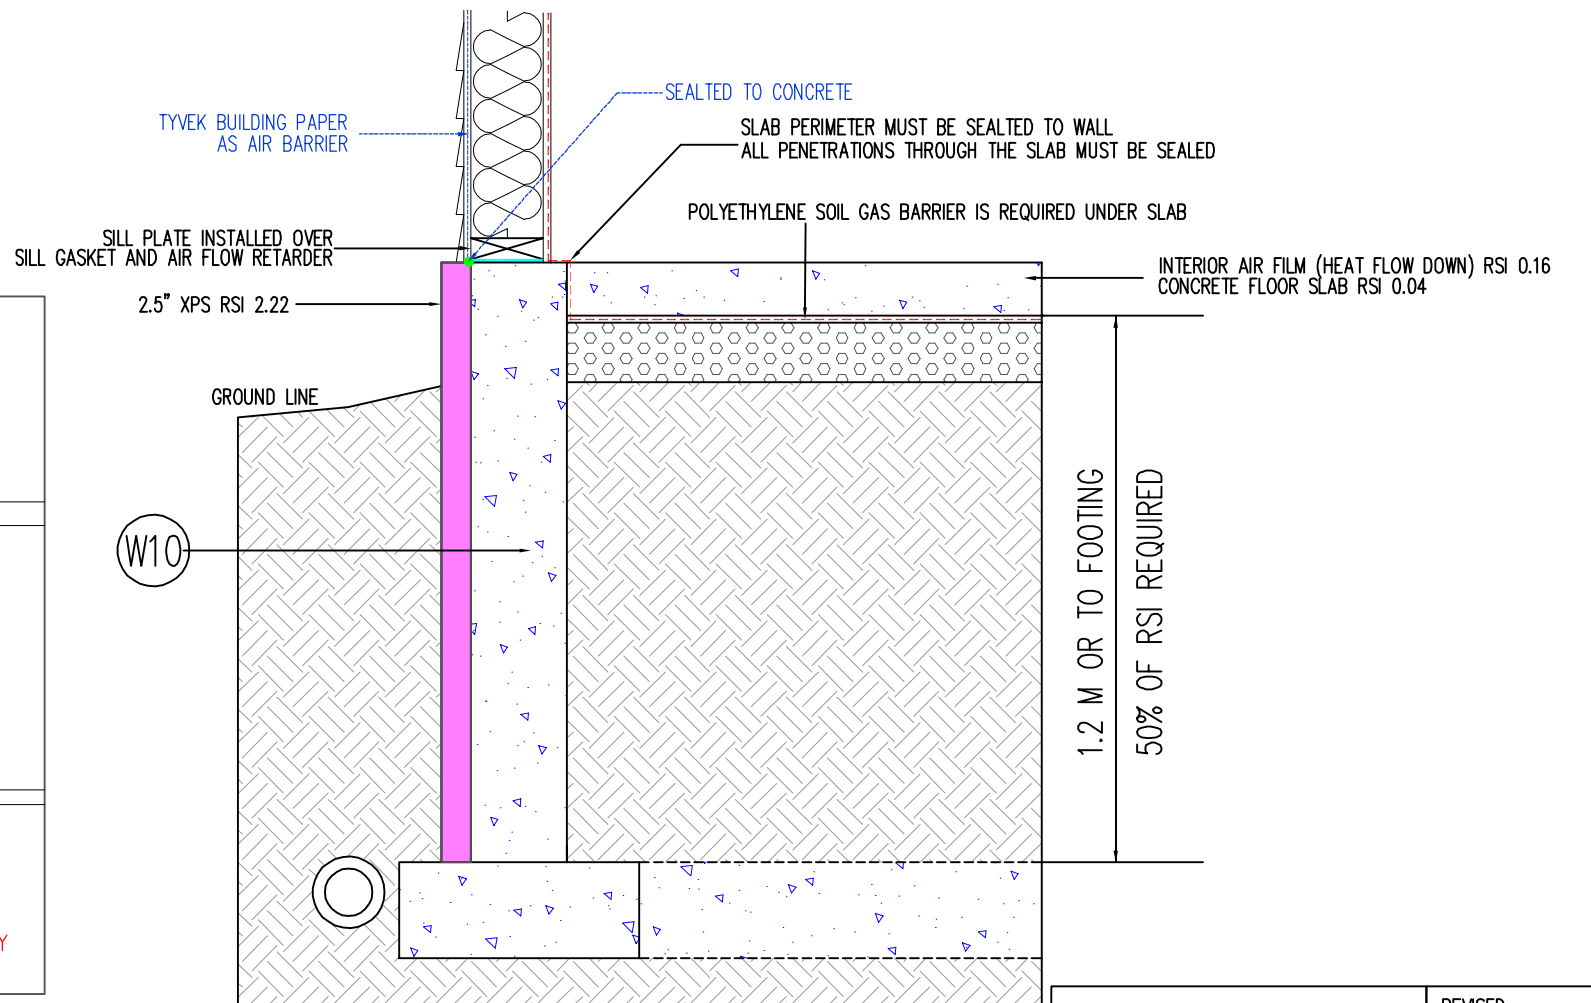 SEALTED TO CONCRETE
TYVEK BUILDING PAPER
AS AIR BARRIER
SLAB PERIMETER MUST BE SEALTED TO WALL
ALL PENETRATIONS THROUGH THE SLAB MUST BE SEALED
POLYETHYLENE SOIL GAS BARRIER IS REQUIRED UNDER SLAB
SILL PLATE INSTALLED OVER
SILL GASKET AND AIR FLOW RETARDER
INTERIOR AIR FILM (HEAT FLOW DOWN) RSI 0.16
CONCRETE FLOOR SLAB RSI 0.04
2.5" XPS RSI 2.22
GROUND LINE
W10
1.2 M OR TO FOOTING
50% OF RSI REQUIRED
Y
REVISED